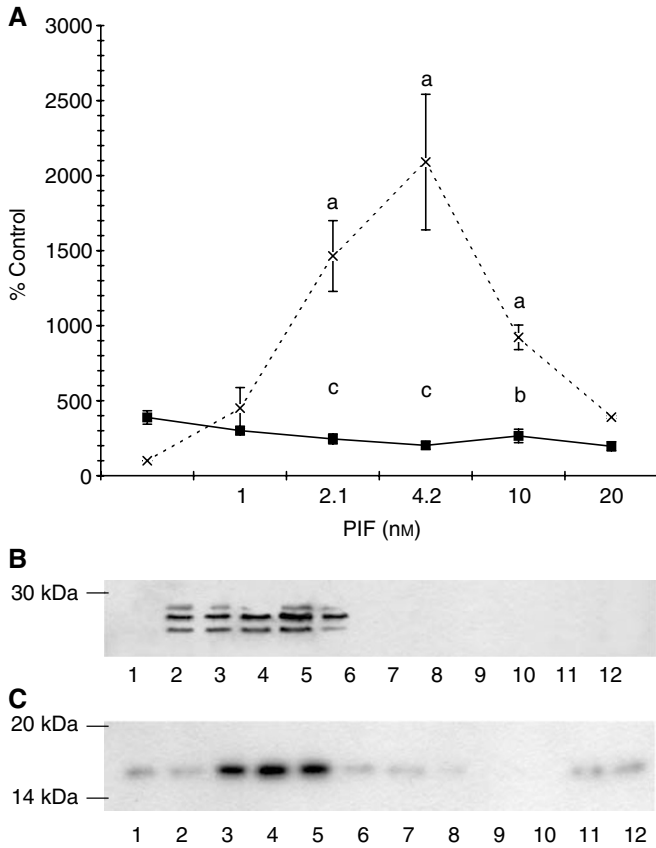 A
3000
2500
2000
1500
1000
500
0
% Control
a
a
a
c
c
b
1 2.1 4.2 10 20
PIF (nM)
B
30 kDa
1 2 3 4 5 6 7 8 9 10 11 12
C
20 kDa
14 kDa
1 2 3 4 5 6 7 8 9 10 11 12